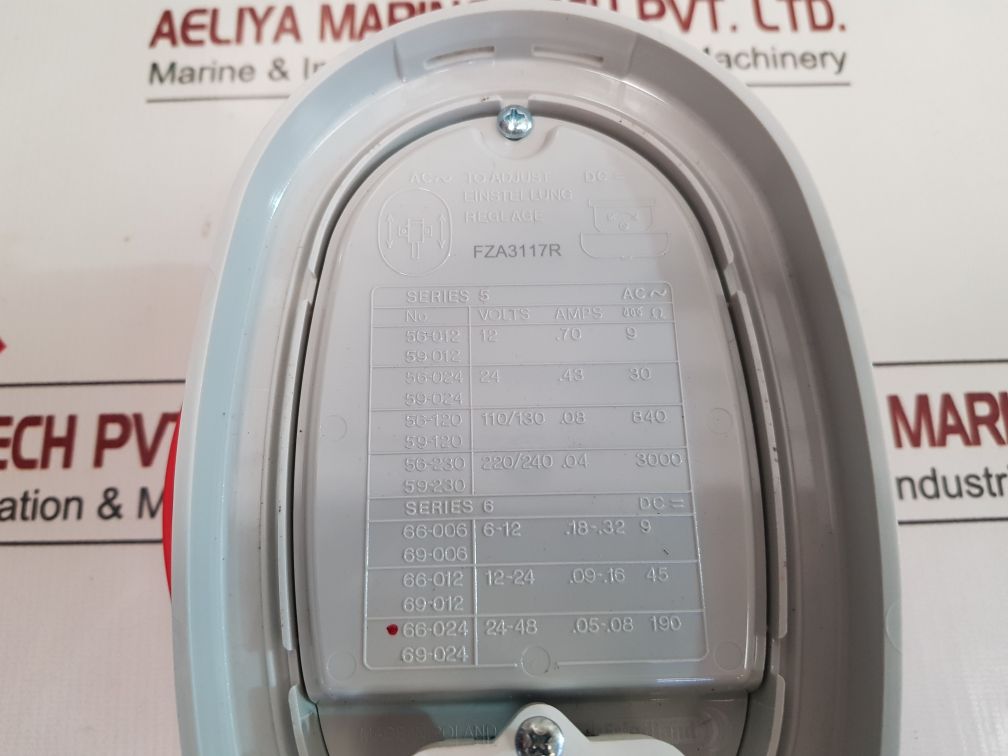 AELIYA MARIN TECH PVT. LTD.
Marine & In Machinery
AC~ TO ADJUST DC =
EINSTELLUNG
REGLAGE
FZA3117R
SERIES 5 AC~
No. VOLTS AMPS Ω
56-012 12 .70 9
59-012
56-024 24 .43 30
59-024
56-120 110/130 .08 840
59-120
56-230 220/240 .04 3000
59-230
SERIES 6 DC =
66-006 6-12 .18-.32 9
69-006
66-012 12-24 .09-.16 45
69-012
66-024 24-48 .05-.08 190
69-024
ECH PVT
MARI
ation & M
ndustri